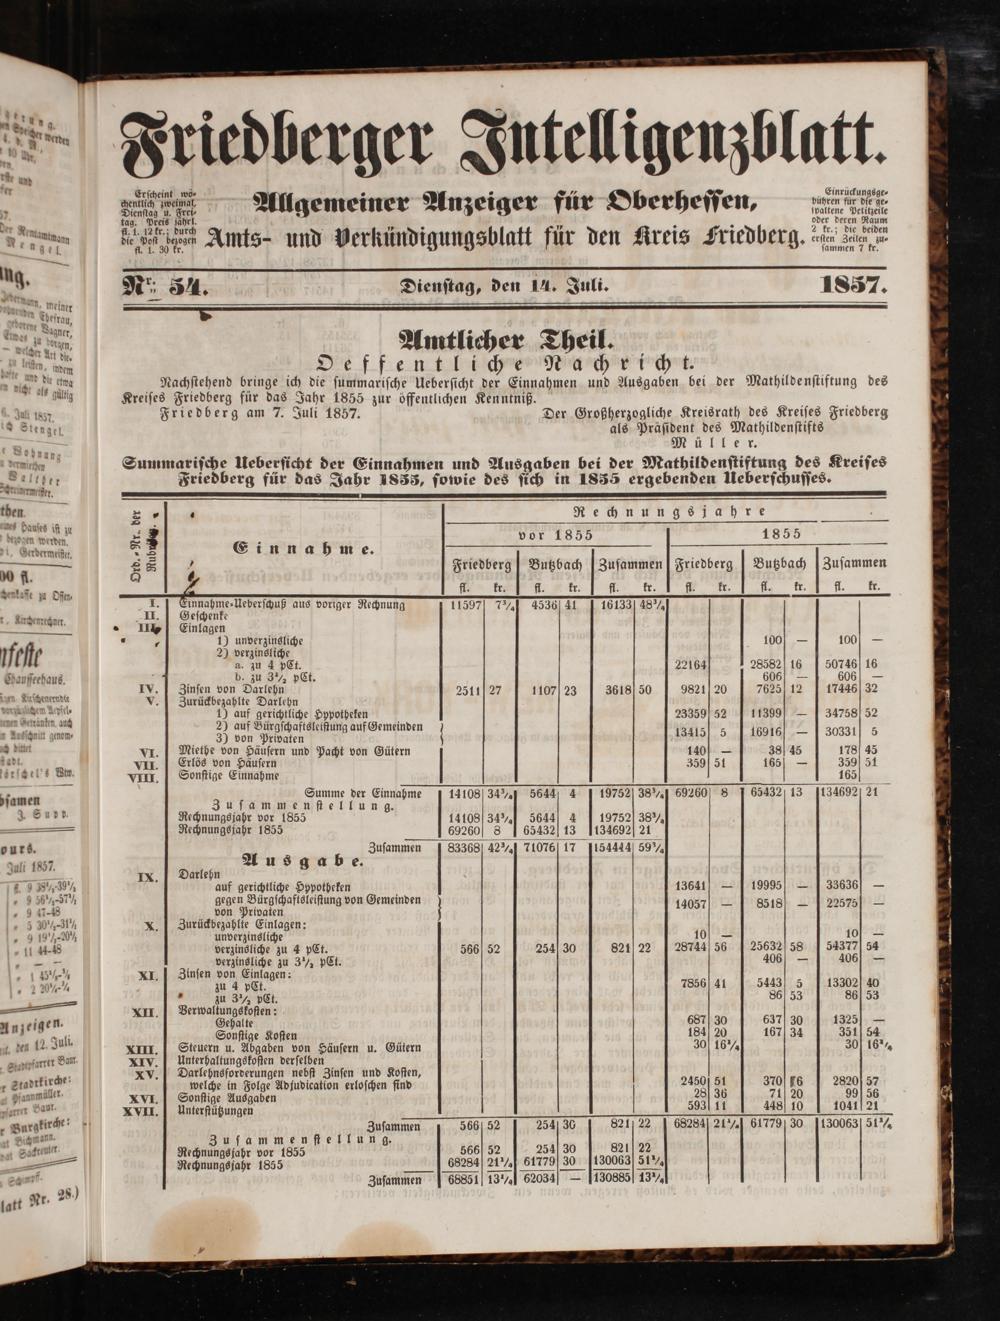 Friedberger Intelligenzblatt.
Erscheint wö-
chentlich zweimal,
Dienstag u. Frei-
tag. Preis jährl.
fl. 1. 12 kr.; durch
die Post bezogen
fl. 1. 30 kr.
Allgemeiner Anzeiger für Oberhessen,
Amts- und Verkündigungsblatt für den Kreis Friedberg.
Einrückungsge-
bühren für die ge-
spaltene Petitzeile
oder deren Raum
2 kr.; die beiden
ersten Zeilen zu-
sammen 7 kr.
Nr. 54. Dienstag, den 14. Juli. 1857.
Amtlicher Theil.
Oeffentliche Nachricht.
Nachstehend bringe ich die summarische Uebersicht der Einnahmen und Ausgaben bei der Mathildenstiftung des
Kreises Friedberg für das Jahr 1855 zur öffentlichen Kenntniß.
Friedberg am 7. Juli 1857. Der Großherzogliche Kreisrath des Kreises Friedberg
als Präsident des Mathildenstifts
Müller.
Summarische Uebersicht der Einnahmen und Ausgaben bei der Mathildenstiftung des Kreises
Friedberg für das Jahr 1855, sowie des sich in 1855 ergebenden Ueberschusses.
Ord.-Nr. der
Einnahme.
Rechnungsjahre
vor 1855 1855
Friedberg Butzbach Zusammen Friedberg Butzbach Zusammen
fl. kr. fl. kr. fl. kr. fl. kr. fl. kr. fl. kr.
I. Einnahme-Ueberschuß aus voriger Rechnung 11597 7¾ 4536 41 16133 48¾
II. Geschenke
III. Einlagen
1) unverzinsliche 100 — 100 —
2) verzinsliche
a. zu 4 pCt. 22164 28582 16 50746 16
b. zu 3½ pCt. 606 — 606 —
IV. Zinsen von Darlehn 2511 27 1107 23 3618 50 9821 20 7625 12 17446 32
V. Zurückbezahlte Darlehn
1) auf gerichtliche Hypotheken 23359 52 11399 — 34758 52
2) auf Bürgschaftsleistung auf Gemeinden
3) von Privaten 13415 5 16916 — 30331 5
VI. Miethe von Häusern und Pacht von Gütern 140 — 38 45 178 45
VII. Erlös von Häusern 359 51 165 — 359 51
VIII. Sonstige Einnahme 165
Summe der Einnahme 14108 34¾ 5644 4 19752 38¾ 69260 8 65432 13 134692 21
Zusammenstellung.
Rechnungsjahr vor 1855 14108 34¾ 5644 4 19752 38¾
Rechnungsjahr 1855 69260 8 65432 13 134692 21
Zusammen 83368 42¾ 71076 17 154444 59¾
Ausgabe.
IX. Darlehn
auf gerichtliche Hypotheken 13641 — 19995 — 33636 —
gegen Bürgschaftsleistung von Gemeinden
von Privaten 14057 — 8518 — 22575 —
X. Zurückbezahlte Einlagen:
unverzinsliche 10 — 10 —
verzinsliche zu 4 pCt. 566 52 254 30 821 22 28744 56 25632 58 54377 54
verzinsliche zu 3½ pCt. 406 — 406 —
XI. Zinsen von Einlagen:
zu 4 pCt. 7856 41 5443 5 13302 40
zu 3½ pCt. 86 53 86 53
XII. Verwaltungskosten:
Gehalte 687 30 637 30 1325 —
Sonstige Kosten 184 20 167 34 351 54
XIII. Steuern u. Abgaben von Häusern u. Gütern 30 16¼ 30 16¼
XIV. Unterhaltungskosten derselben
XV. Darlehnsforderungen nebst Zinsen und Kosten,
welche in Folge Adjudication erloschen sind 2450 51 370 6 2820 57
XVI. Sonstige Ausgaben 28 36 71 20 99 56
XVII. Unterstützungen 593 11 448 10 1041 21
Zusammen 566 52 254 30 821 22 68284 21¼ 61779 30 130063 51¼
Zusammenstellung.
Rechnungsjahr vor 1855 566 52 254 30 821 22
Rechnungsjahr 1855 68284 21¼ 61779 30 130063 51¼
Zusammen 68851 13¼ 62034 — 130885 13¼